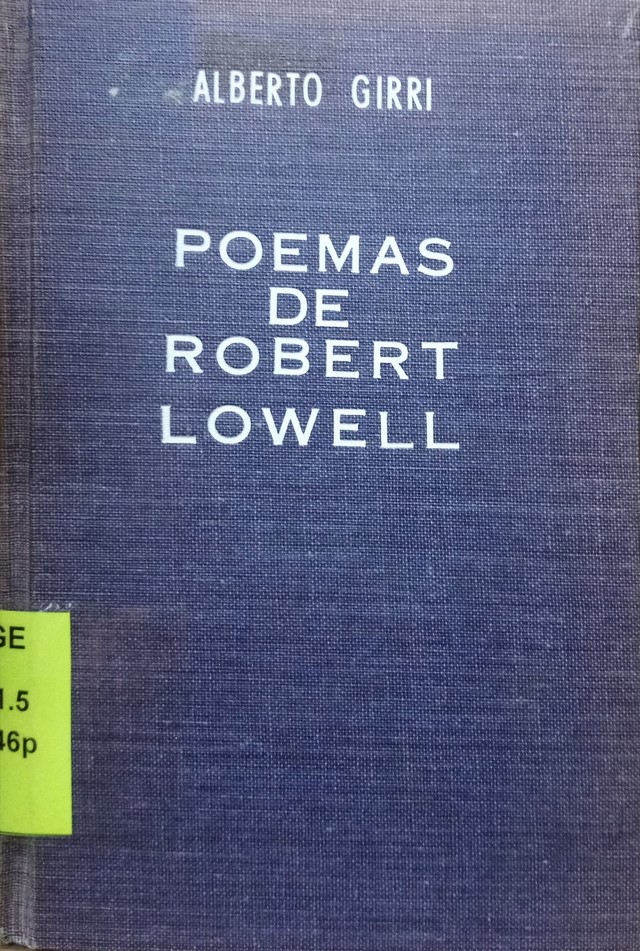 ALBERTO GIRRI
POEMAS
DE
ROBERT
LOWELL
GE
1.5
46p